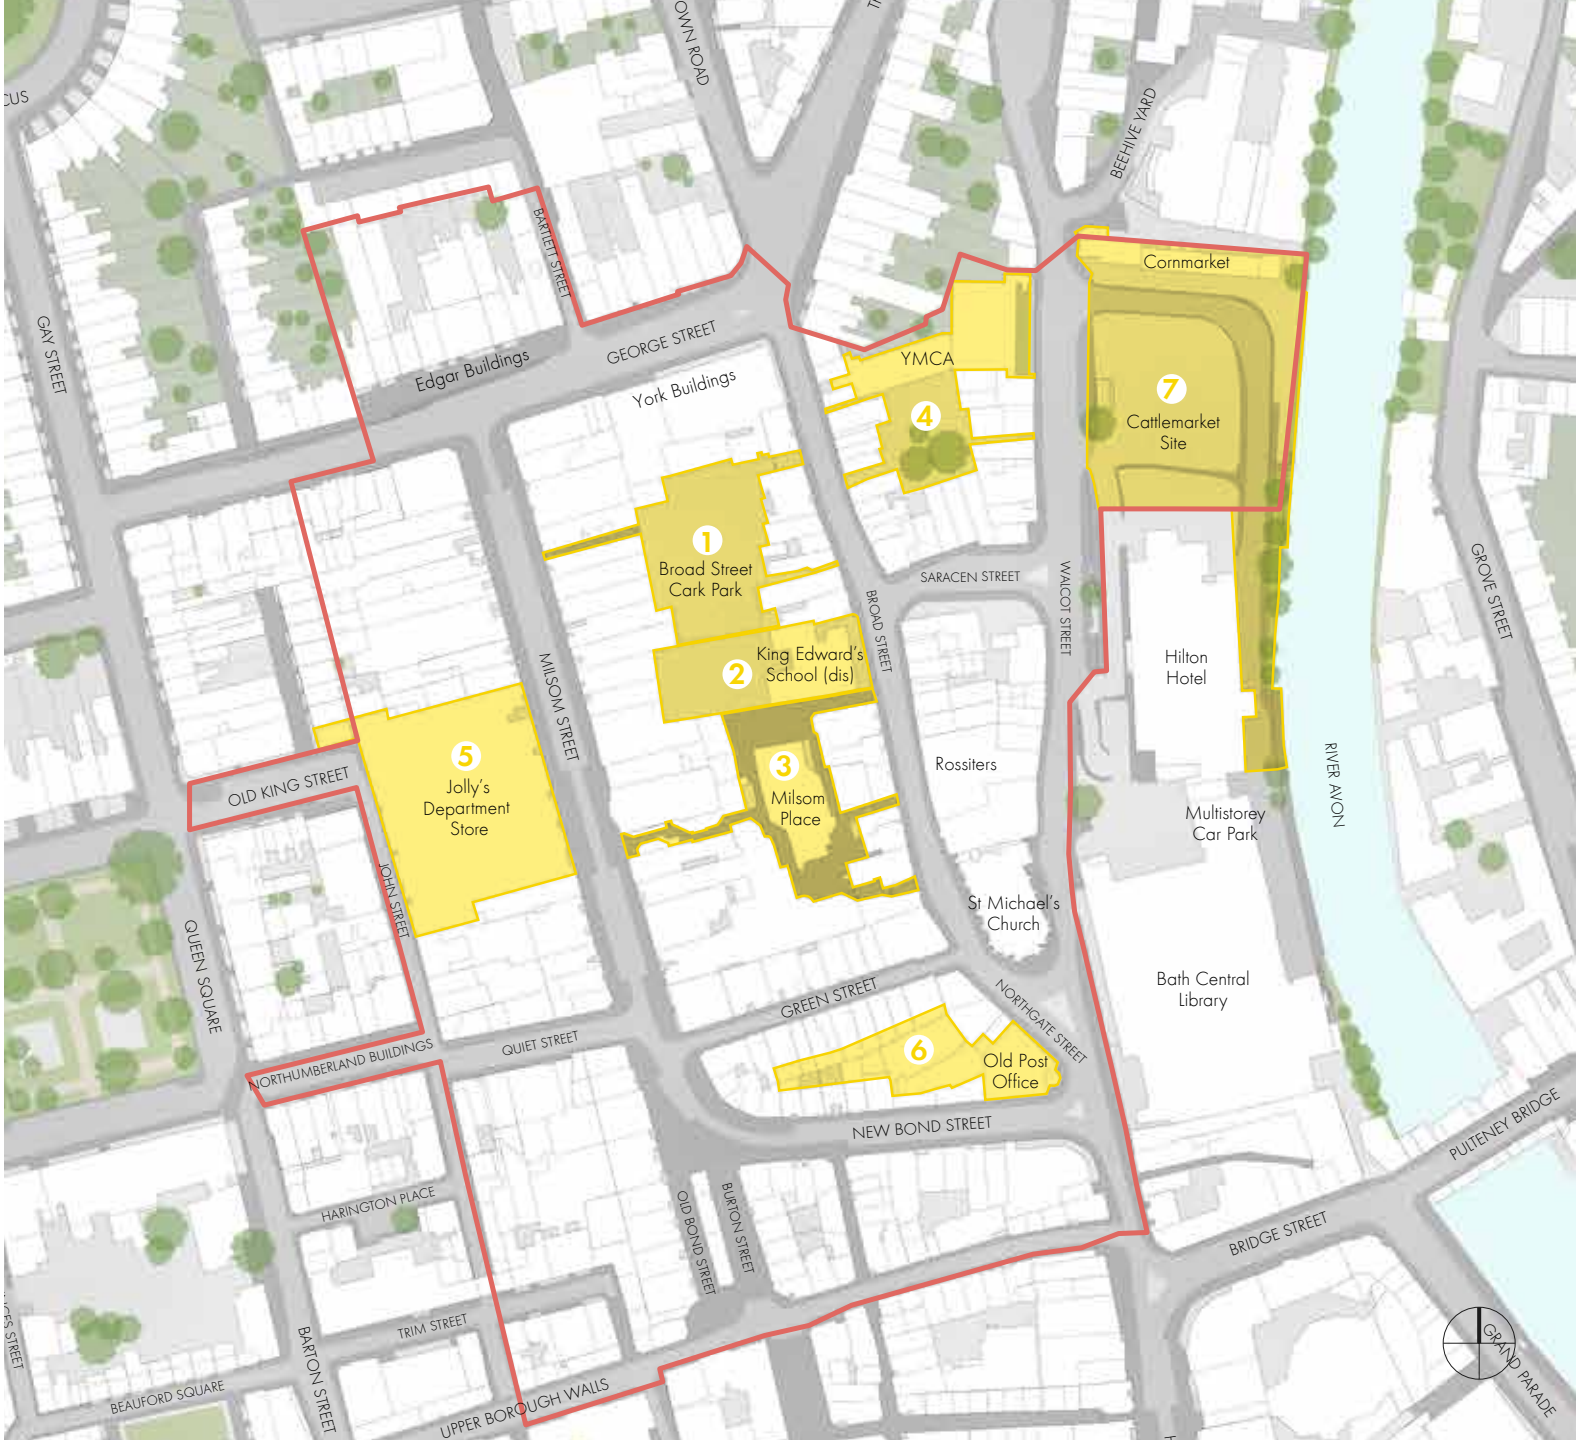 OWN ROAD
CUS
BEEHIVE YARD
BARTLETT STREET
Cornmarket
GAY STREET
GEORGE STREET
Edgar Buildings
YMCA
York Buildings
7
Cattlemarket
Site
4
1
Broad Street
Cark Park
SARACEN STREET
WALCOT STREET
GROVE STREET
BROAD STREET
King Edward's
School (dis)
2
Hilton
Hotel
MILSOM STREET
5
Jolly's
Department
Store
OLD KING STREET
3
Milsom
Place
Rossiters
RIVER AVON
Multistorey
Car Park
JOHN STREET
St Michael's
Church
QUEEN SQUARE
Bath Central
Library
GREEN STREET
NORTHGATE STREET
QUIET STREET
6
Old Post
Office
NORTHUMBERLAND BUILDINGS
NEW BOND STREET
PULTENEY BRIDGE
HARINGTON PLACE
OLD BOND STREET
BURTON STREET
BRIDGE STREET
TRIM STREET
BARTON STREET
GRAND PARADE
BEAUFORD SQUARE
UPPER BOROUGH WALLS